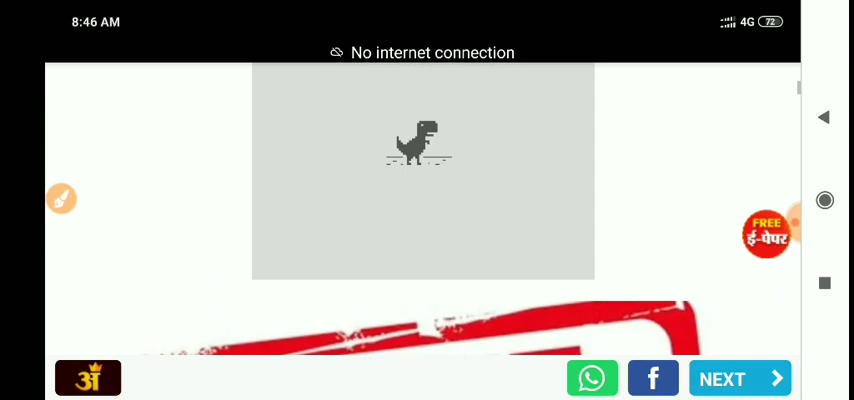 8:46 AM
4G 72
No internet connection
FREE
ई-पेपर
अ
f
NEXT